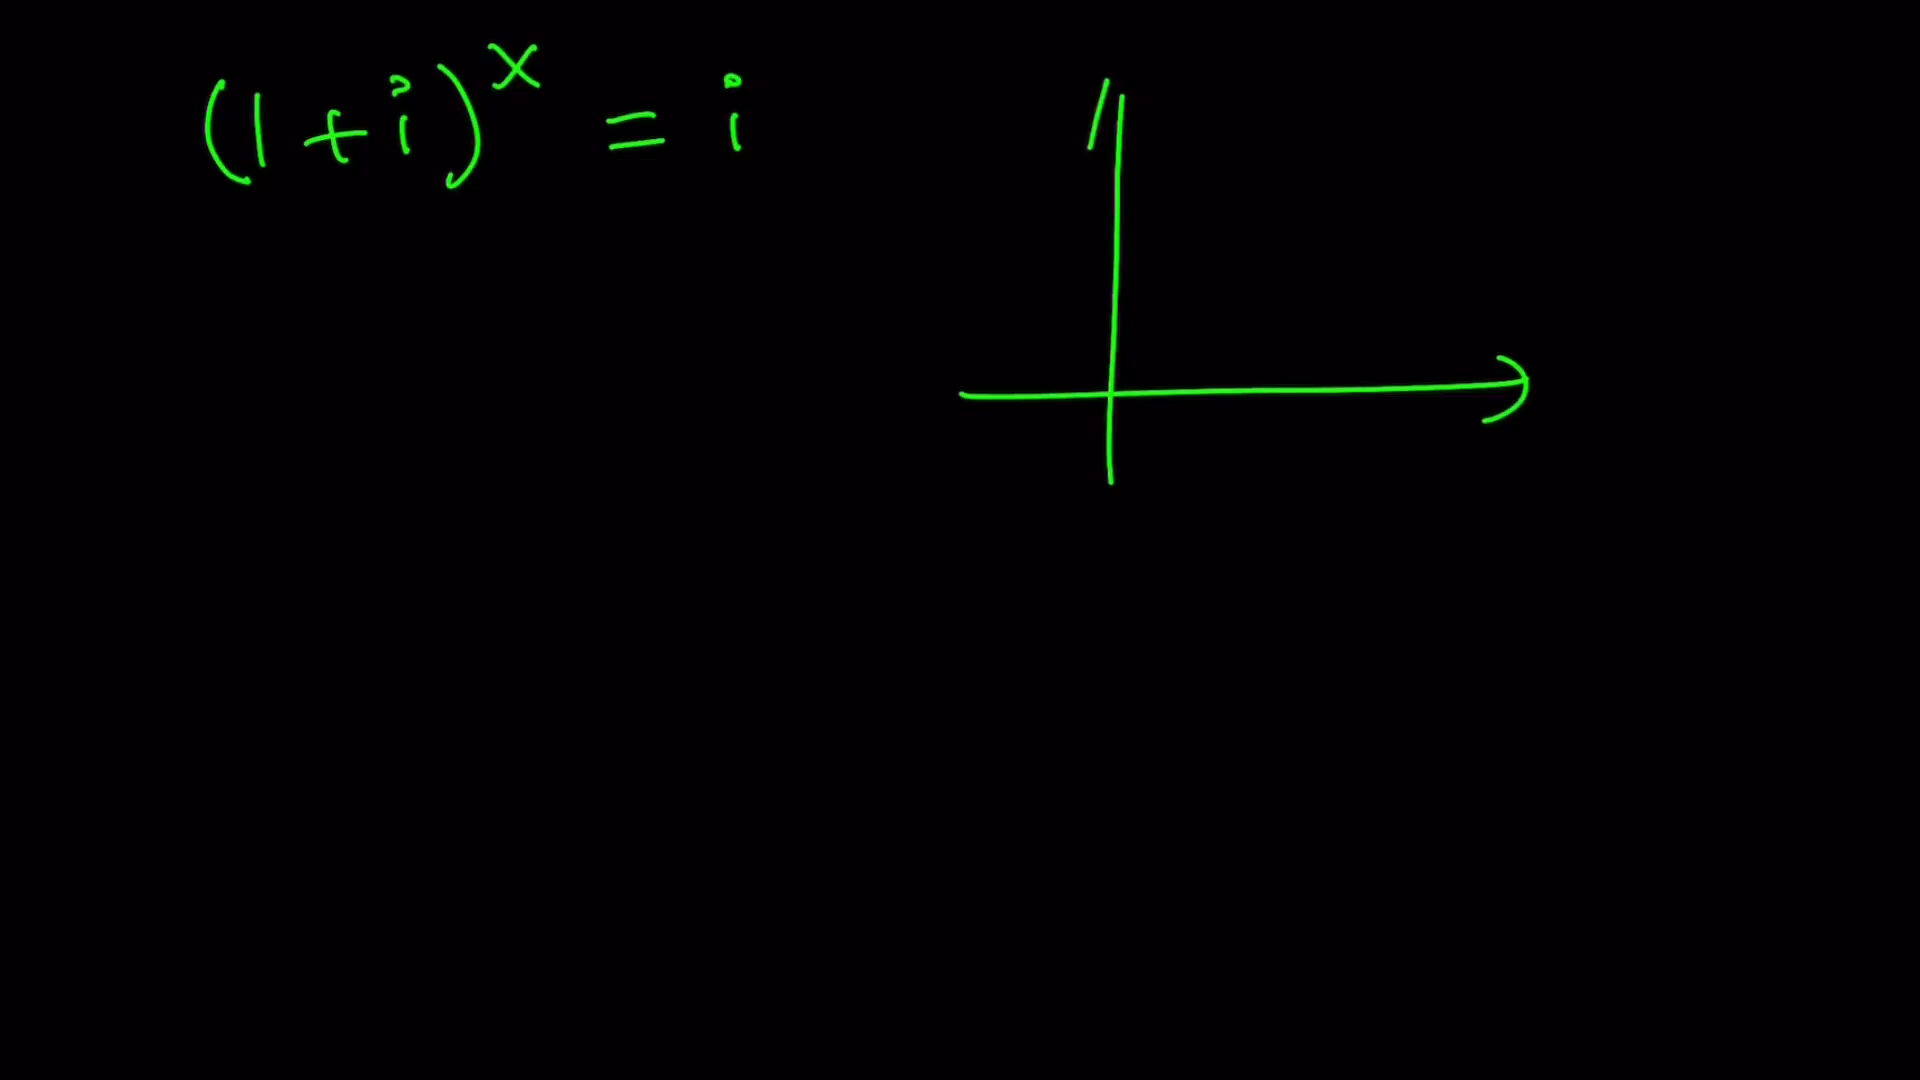 (1 + i)^x = i